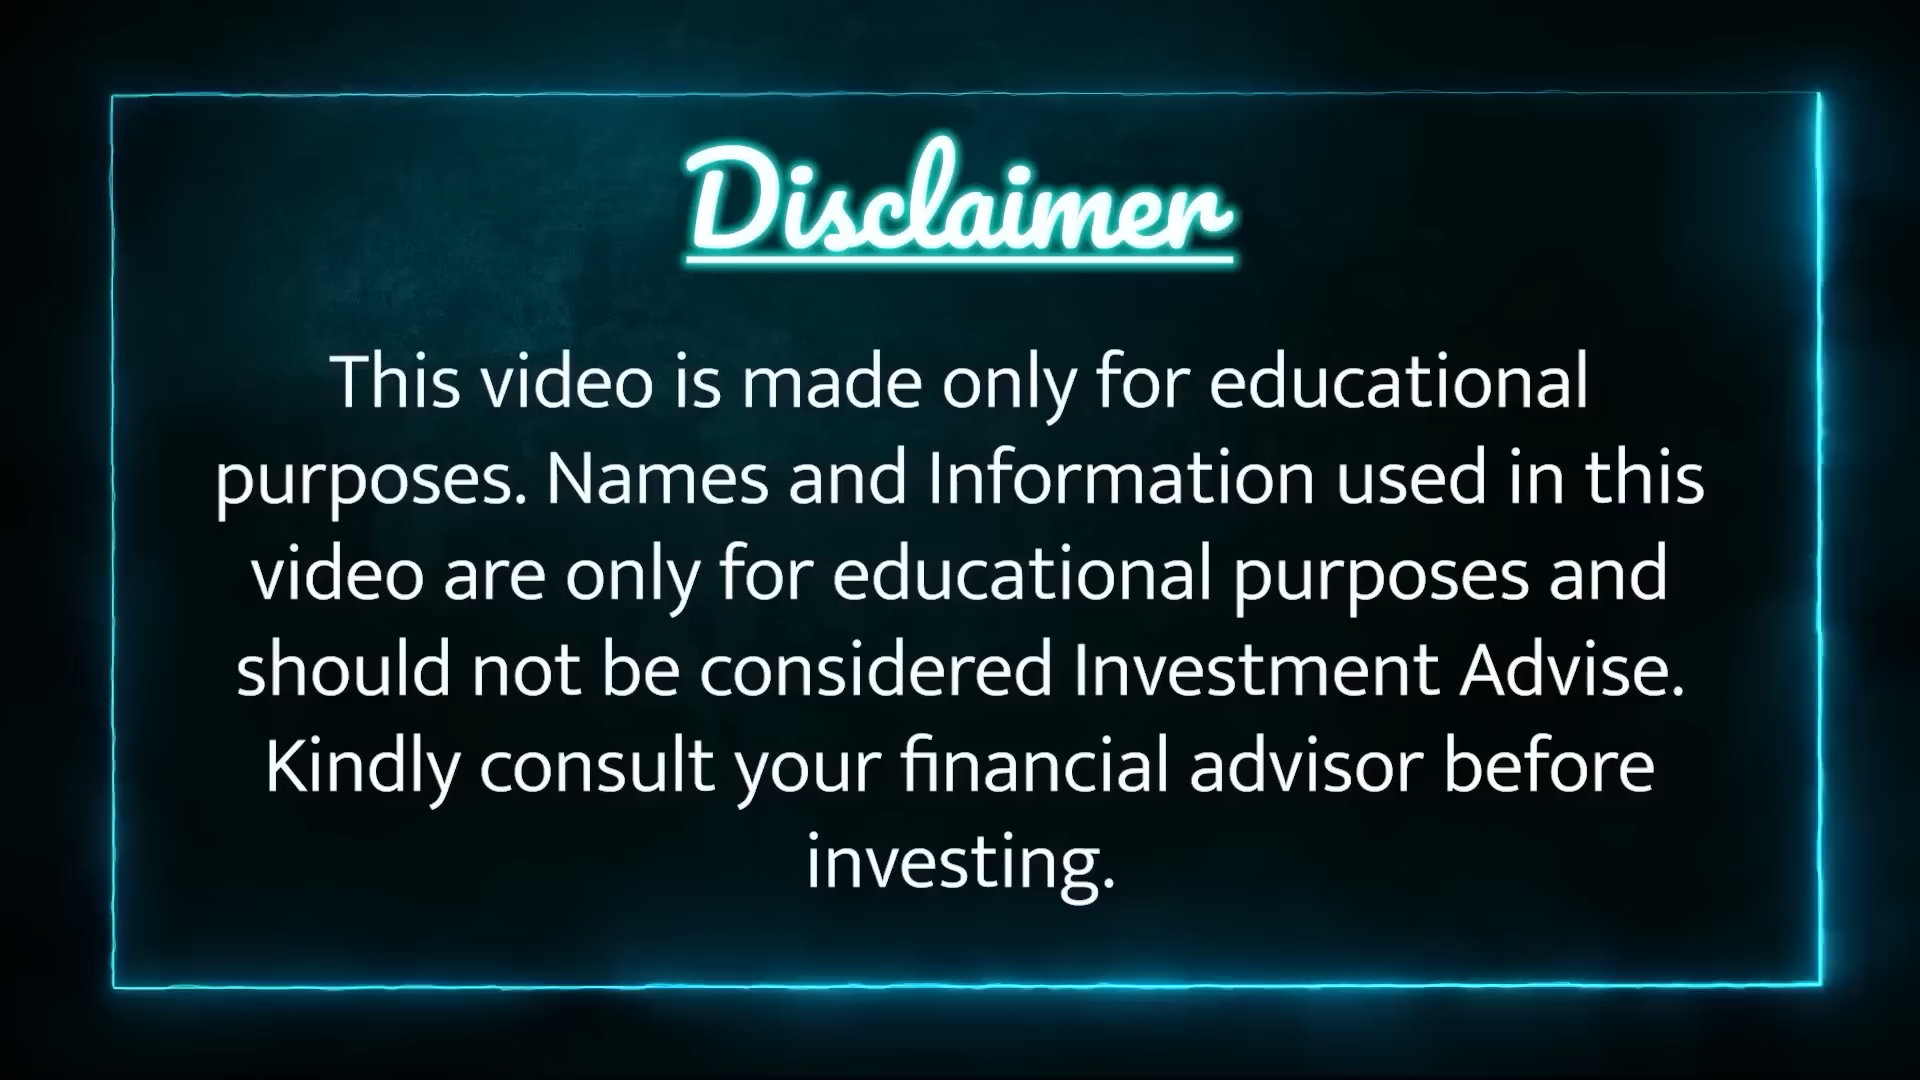 Disclaimer
This video is made only for educational
purposes. Names and Information used in this
video are only for educational purposes and
should not be considered Investment Advise.
Kindly consult your financial advisor before
investing.